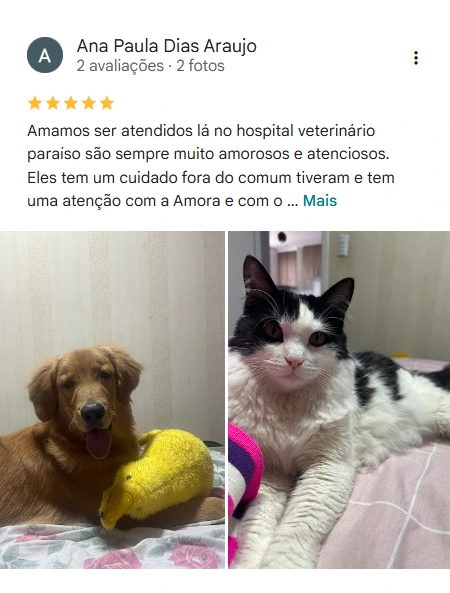 A
Ana Paula Dias Araujo
2 avaliações · 2 fotos
Amamos ser atendidos lá no hospital veterinário
paraíso são sempre muito amorosos e atenciosos.
Eles tem um cuidado fora do comum tiveram e tem
uma atenção com a Amora e com o ... Mais